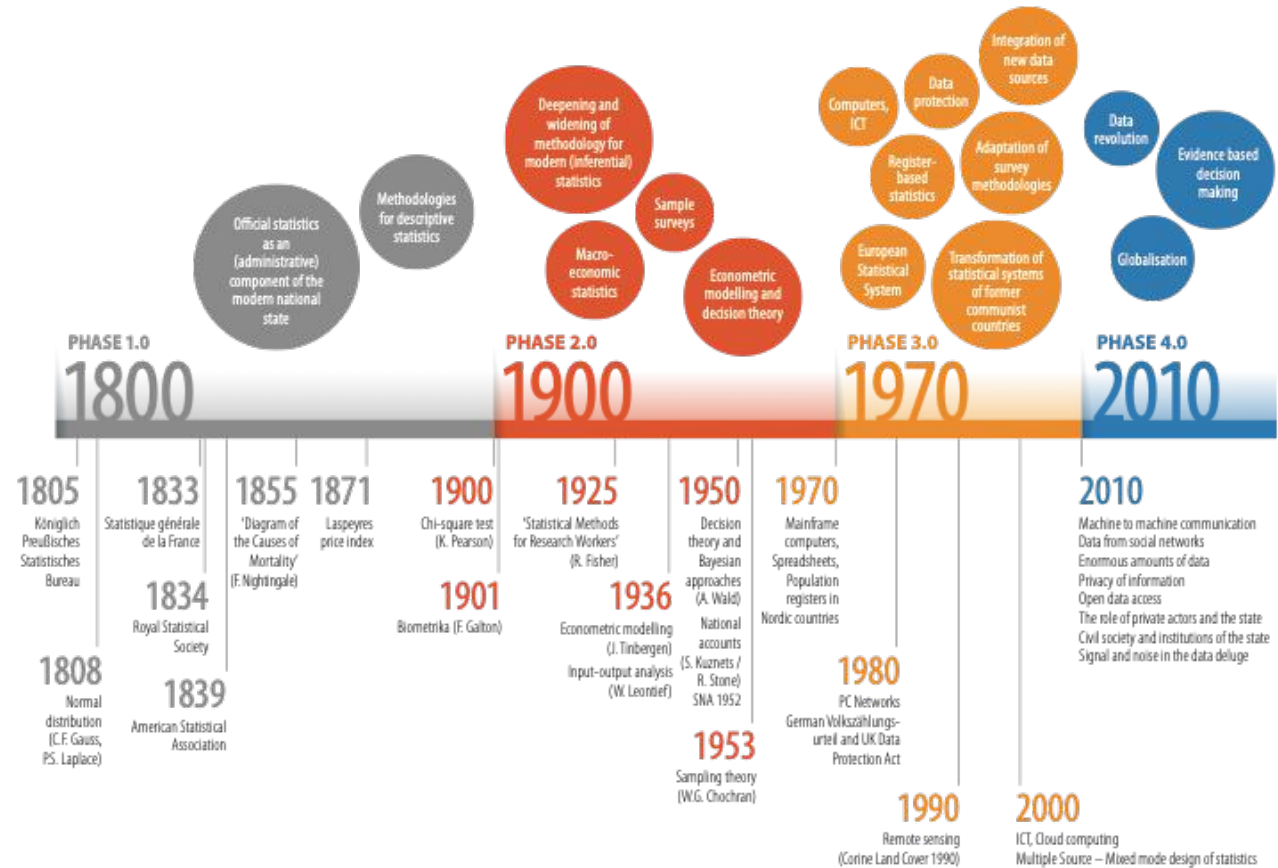 Official statistics
as an
(administrative)
component of the
modern national
state
Methodologies
for descriptive
statistics
Deepening and
widening of
methodology for
modern (inferential)
statistics
Sample
surveys
Macro-
economic
statistics
Econometric
modelling and
decision theory
Computers,
ICT
Data
protection
Integration of
new data
sources
Register-
based
statistics
Adaptation of
survey
methodologies
European
Statistical
System
Transformation of
statistical systems
of former
communist
countries
Data
revolution
Evidence based
decision
making
Globalisation
PHASE 1.0
1800
PHASE 2.0
1900
PHASE 3.0
1970
PHASE 4.0
2010
1805
Königlich
Preußisches
Statistisches
Bureau
1808
Normal
distribution
(C.F. Gauss,
P.S. Laplace)
1833
Statistique générale
de la France
1834
Royal Statistical
Society
1839
American Statistical
Association
1855
'Diagram of
the Causes of
Mortality'
(F. Nightingale)
1871
Laspeyres
price index
1900
Chi-square test
(K. Pearson)
1901
Biometrika (F. Galton)
1925
'Statistical Methods
for Research Workers'
(R. Fisher)
1936
Econometric modelling
(J. Tinbergen)
Input-output analysis
(W. Leontief)
1950
Decision
theory and
Bayesian
approaches
(A. Wald)
National
accounts
(S. Kuznets /
R. Stone)
SNA 1952
1953
Sampling theory
(W.G. Chochran)
1970
Mainframe
computers,
Spreadsheets,
Population
registers in
Nordic countries
1980
PC Networks
German Volkszählungs-
urteil and UK Data
Protection Act
1990
Remote sensing
(Corine Land Cover 1990)
2000
ICT, Cloud computing
Multiple Source – Mixed mode design of statistics
2010
Machine to machine communication
Data from social networks
Enormous amounts of data
Privacy of information
Open data access
The role of private actors and the state
Civil society and institutions of the state
Signal and noise in the data deluge